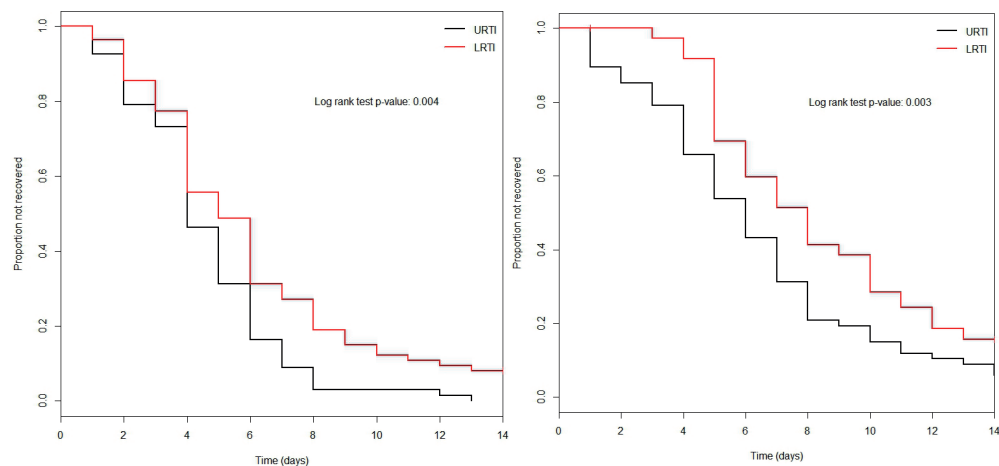 URTI
LRTI
Log rank test p-value: 0.004
Proportion not recovered
1.0
0.8
0.6
0.4
0.2
0.0
0 2 4 6 8 10 12 14
Time (days)
URTI
LRTI
Log rank test p-value: 0.003
Proportion not recovered
1.0
0.8
0.6
0.4
0.2
0.0
0 2 4 6 8 10 12 14
Time (days)